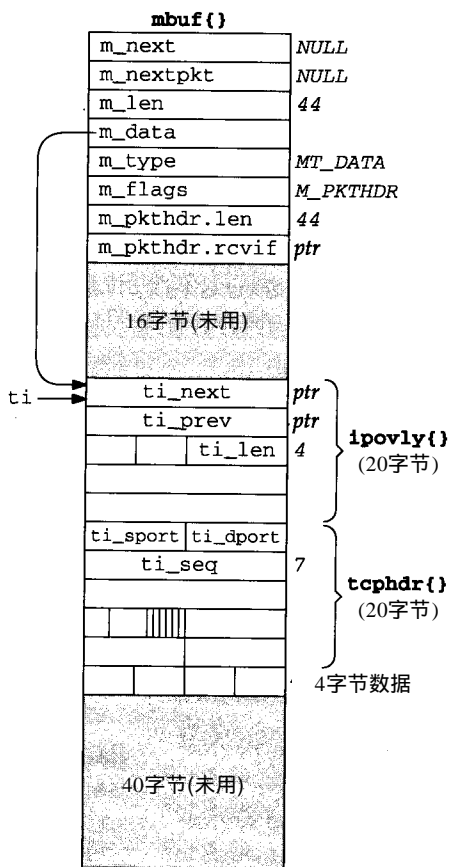 mbuf{}
m_next NULL
m_nextpkt NULL
m_len 44
m_data
m_type MT_DATA
m_flags M_PKTHDR
m_pkthdr.len 44
m_pkthdr.rcvif ptr
16字节(未用)
ti
ti_next ptr
ti_prev ptr
ti_len 4
ipovly{}
(20字节)
ti_sport ti_dport
ti_seq 7
tcphdr{}
(20字节)
4字节数据
40字节(未用)